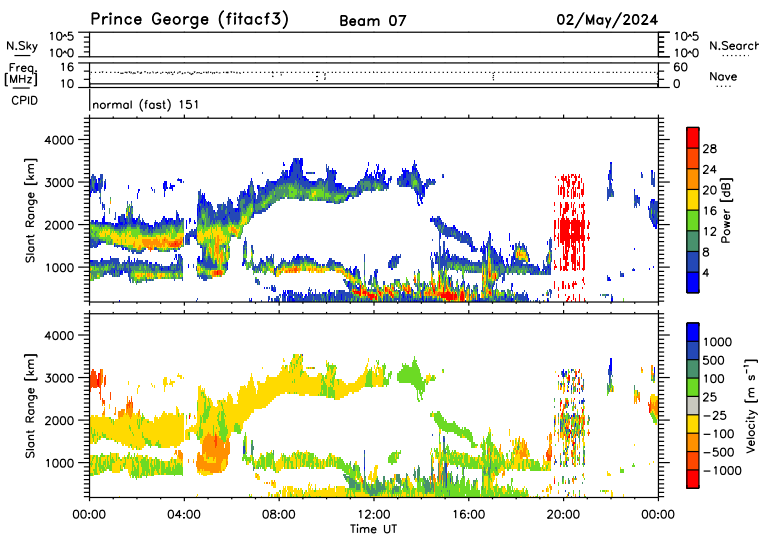 Prince George (fitacf3) Beam 07 02/May/2024
10^5 10^5
N.Sky N.Search
10^0 10^0
Freq. 16 60
[MHz] Nave
10 0
CPID normal (fast) 151
4000
3000
2000
1000
Slant Range [km]
28
24
20
16
12
8
4
Power [dB]
4000
3000
2000
1000
Slant Range [km]
1000
500
100
25
-25
-100
-500
-1000
Velocity [m s⁻¹]
00:00 04:00 08:00 12:00 16:00 20:00 00:00
Time UT